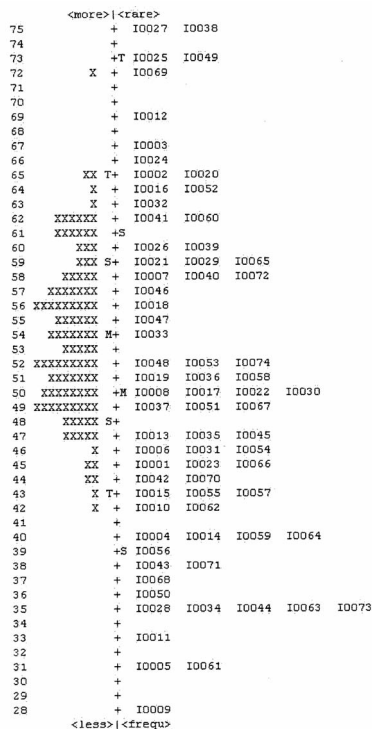 <more>|<rare>
75 + I0027 I0038
74 +
73 +T I0025 I0049
72 X + I0069
71 +
70 +
69 + I0012
68 +
67 + I0003
66 + I0024
65 XX T+ I0002 I0020
64 X + I0016 I0052
63 X + I0032
62 XXXXXX + I0041 I0060
61 XXXXXX +S
60 XXX + I0026 I0039
59 XXX S+ I0021 I0029 I0065
58 XXXXX + I0007 I0040 I0072
57 XXXXXXX + I0046
56 XXXXXXXXX + I0018
55 XXXXXX + I0047
54 XXXXXXX M+ I0033
53 XXXXX +
52 XXXXXXXXX + I0048 I0053 I0074
51 XXXXXXX + I0019 I0036 I0058
50 XXXXXXXX +M I0008 I0017 I0022 I0030
49 XXXXXXXXX + I0037 I0051 I0067
48 XXXXX S+
47 XXXXX + I0013 I0035 I0045
46 X + I0006 I0031 I0054
45 XX + I0001 I0023 I0066
44 XX + I0042 I0070
43 X T+ I0015 I0055 I0057
42 X + I0010 I0062
41 +
40 + I0004 I0014 I0059 I0064
39 +S I0056
38 + I0043 I0071
37 + I0068
36 + I0050
35 + I0028 I0034 I0044 I0063 I0073
34 +
33 + I0011
32 +
31 + I0005 I0061
30 +
29 +
28 + I0009
<less>|<frequ>